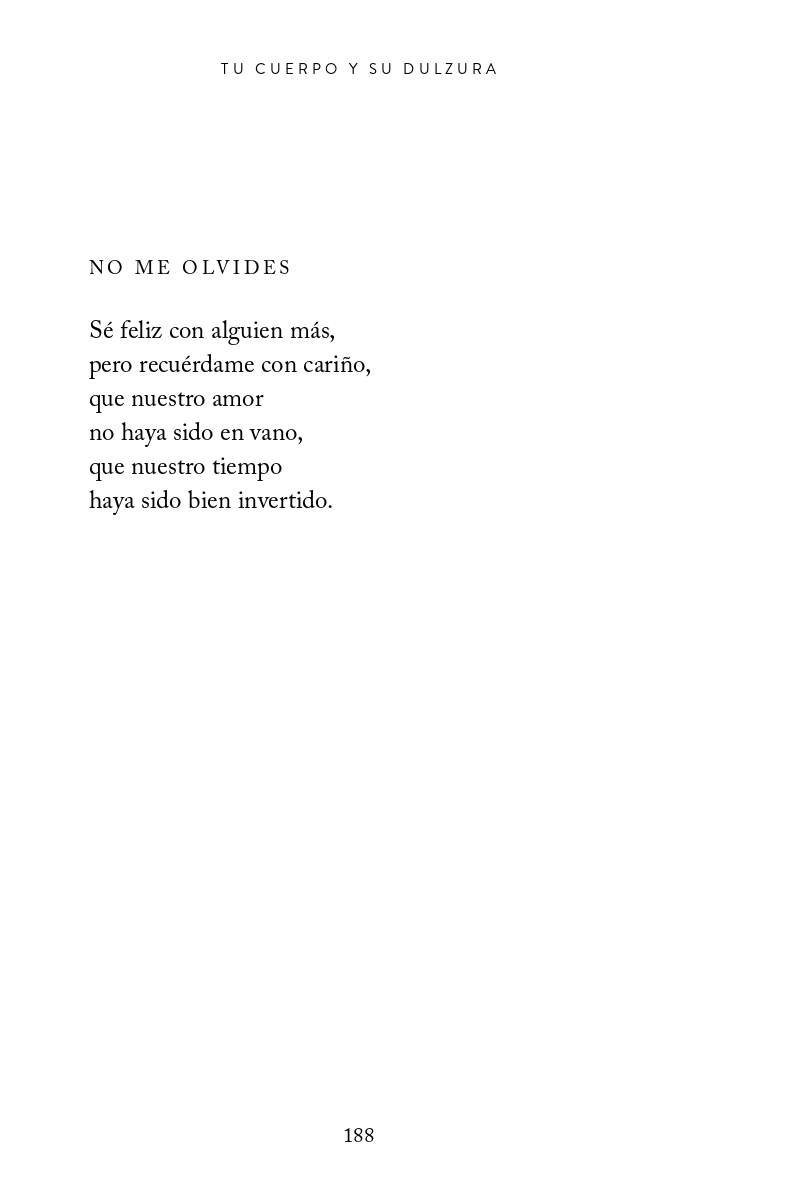 TU CUERPO Y SU DULZURA
NO ME OLVIDES
Sé feliz con alguien más,
pero recuérdame con cariño,
que nuestro amor
no haya sido en vano,
que nuestro tiempo
haya sido bien invertido.
188